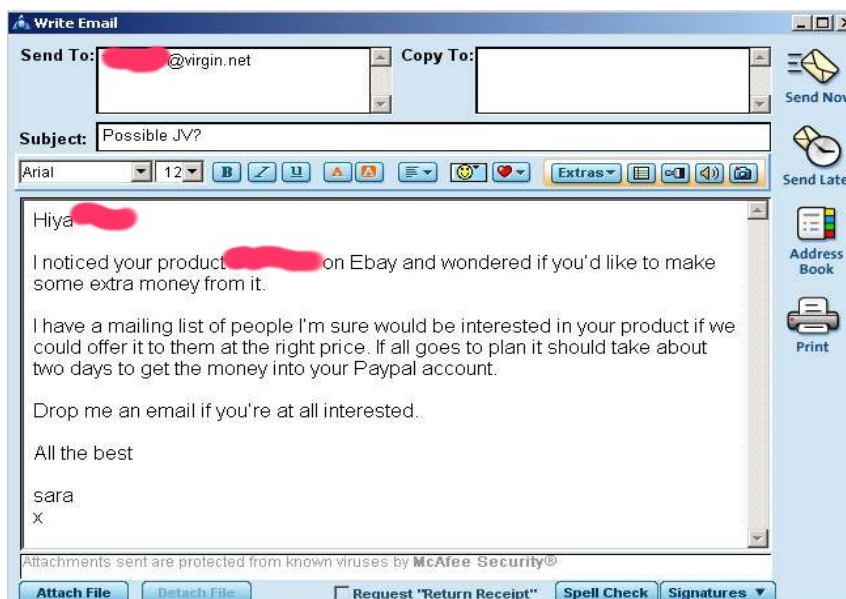 Write Email
Send To:
@virgin.net
Copy To:
Send Now
Subject: Possible JV?
Arial 12 B I U A A Extras
Send Late
Hiya
I noticed your product on Ebay and wondered if you'd like to make
some extra money from it.
I have a mailing list of people I'm sure would be interested in your product if we
could offer it to them at the right price. If all goes to plan it should take about
two days to get the money into your Paypal account.
Drop me an email if you're at all interested.
All the best
sara
x
Address
Book
Print
Attachments sent are protected from known viruses by McAfee Security®
Attach File Detach File Request "Return Receipt" Spell Check Signatures